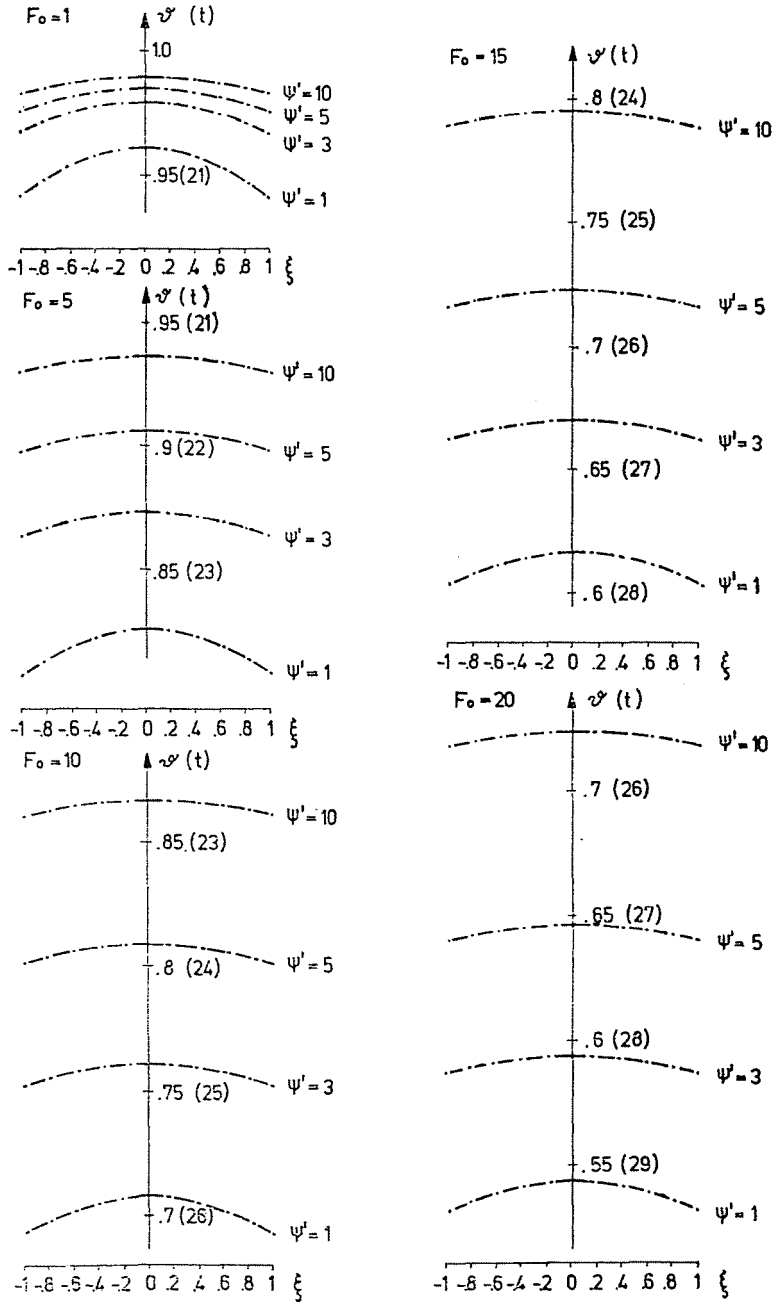 Fo = 1
ϑ (t)
1.0
Ψ' = 10
Ψ' = 5
Ψ' = 3
.95(21)
Ψ' = 1
-1 -.8 -.6 -.4 -.2 0 .2 .4 .6 .8 1 ξ
Fo = 5
ϑ (t)
.95 (21)
Ψ' = 10
.9 (22)
Ψ' = 5
Ψ' = 3
.85 (23)
Ψ' = 1
-1 -.8 -.6 -.4 -.2 0 .2 .4 .6 .8 1 ξ
Fo = 10
ϑ (t)
Ψ' = 10
.85 (23)
Ψ' = 5
.8 (24)
Ψ' = 3
.75 (25)
.7 (26)
Ψ' = 1
-1 -.8 -.6 -.4 -.2 0 .2 .4 .6 .8 1 ξ
Fo = 15
ϑ (t)
.8 (24)
Ψ' = 10
.75 (25)
Ψ' = 5
.7 (26)
Ψ' = 3
.65 (27)
Ψ' = 1
.6 (28)
-1 -.8 -.6 -.4 -.2 0 .2 .4 .6 .8 1 ξ
Fo = 20
ϑ (t)
Ψ' = 10
.7 (26)
.65 (27)
Ψ' = 5
.6 (28)
Ψ' = 3
.55 (29)
Ψ' = 1
-1 -.8 -.6 -.4 -.2 0 .2 .4 .6 .8 1 ξ